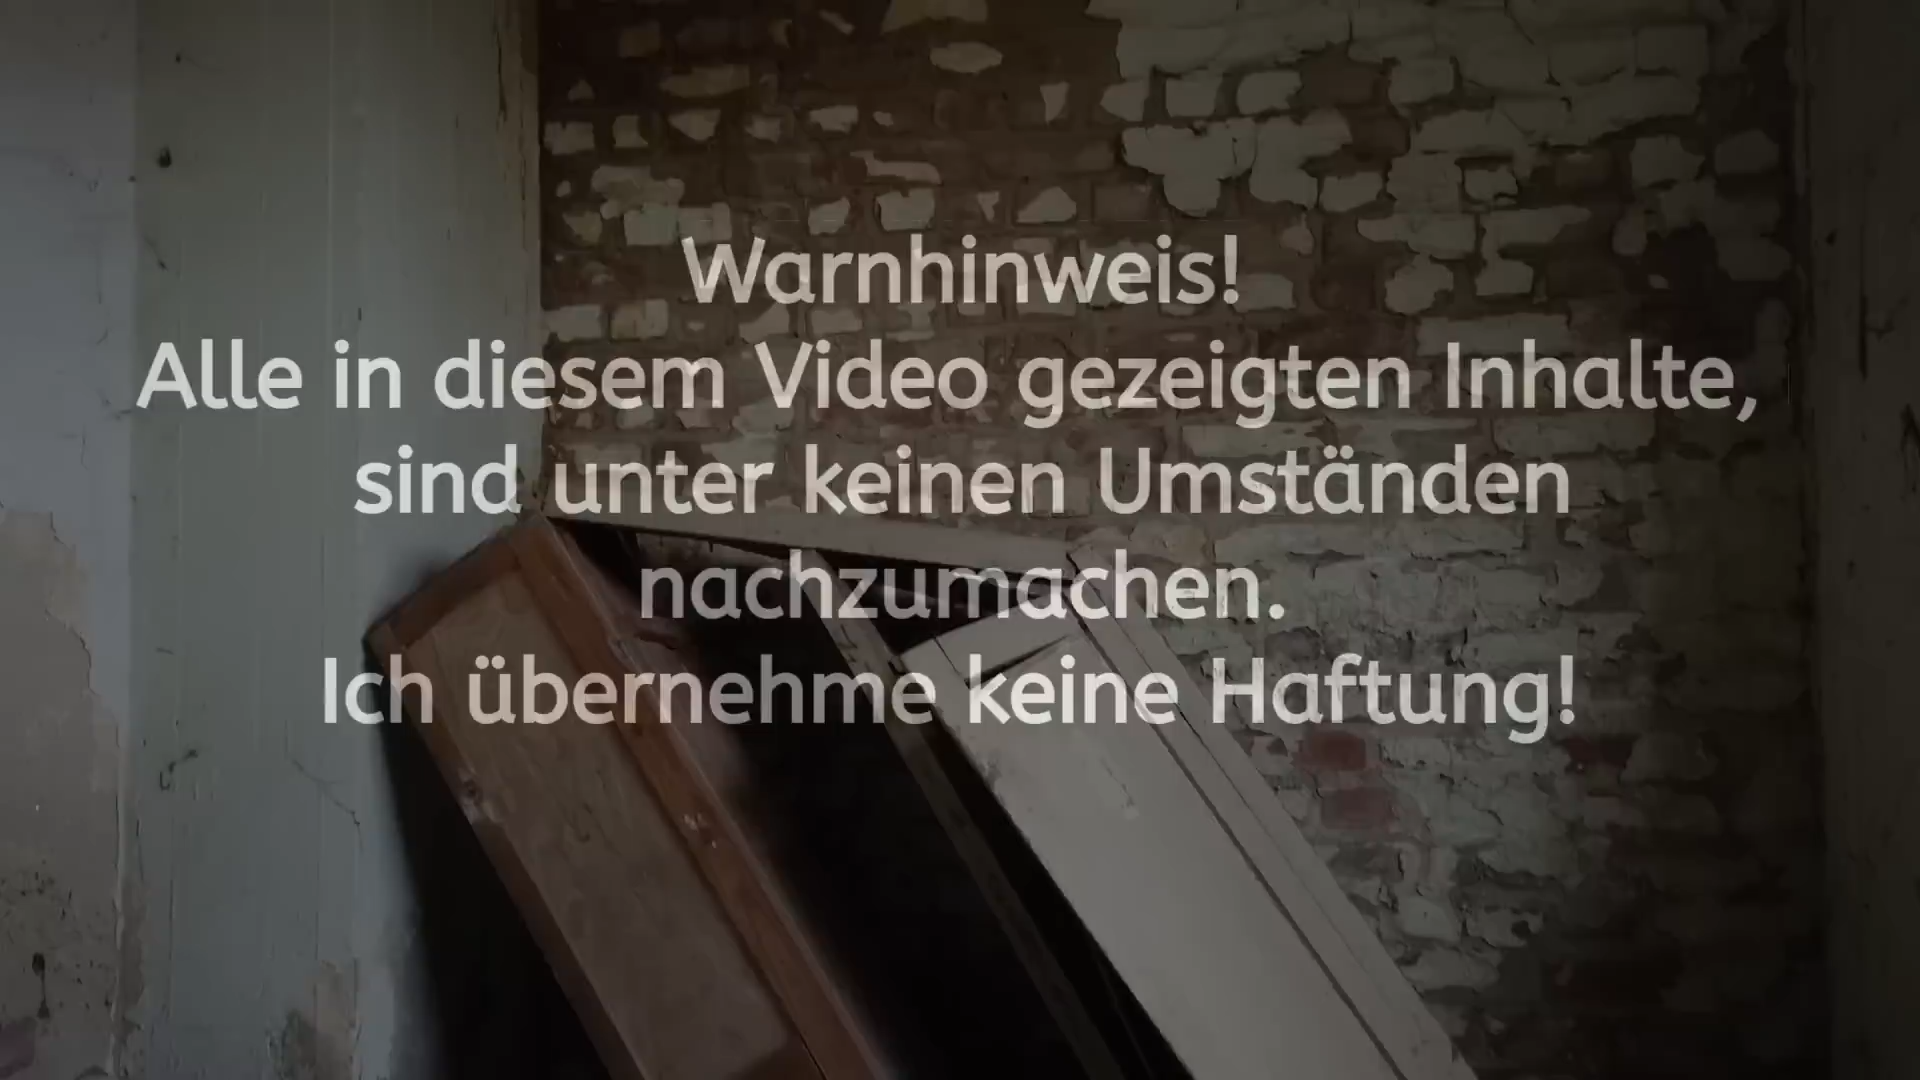 Warnhinweis!
Alle in diesem Video gezeigten Inhalte,
sind unter keinen Umständen
nachzumachen.
Ich übernehme keine Haftung!